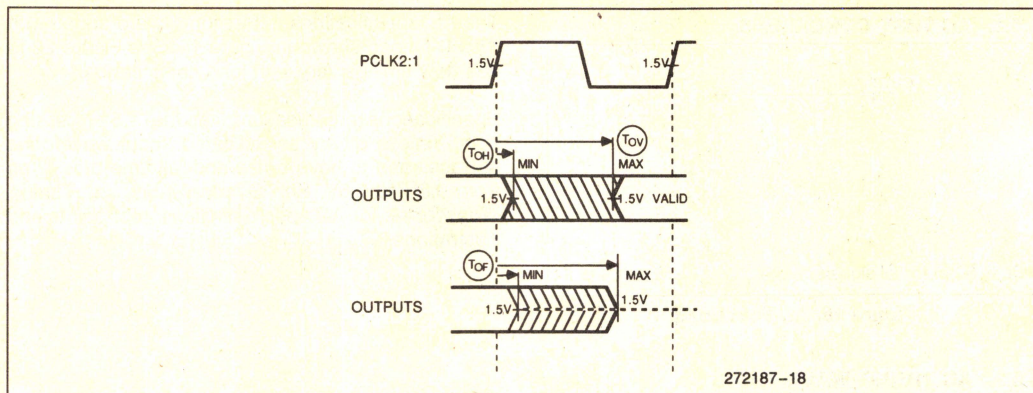 PCLK2:1 1.5V 1.5V
TOH TOV
MIN MAX
OUTPUTS 1.5V 1.5V VALID
TOF
MIN MAX
1.5V
OUTPUTS 1.5V
272187-18